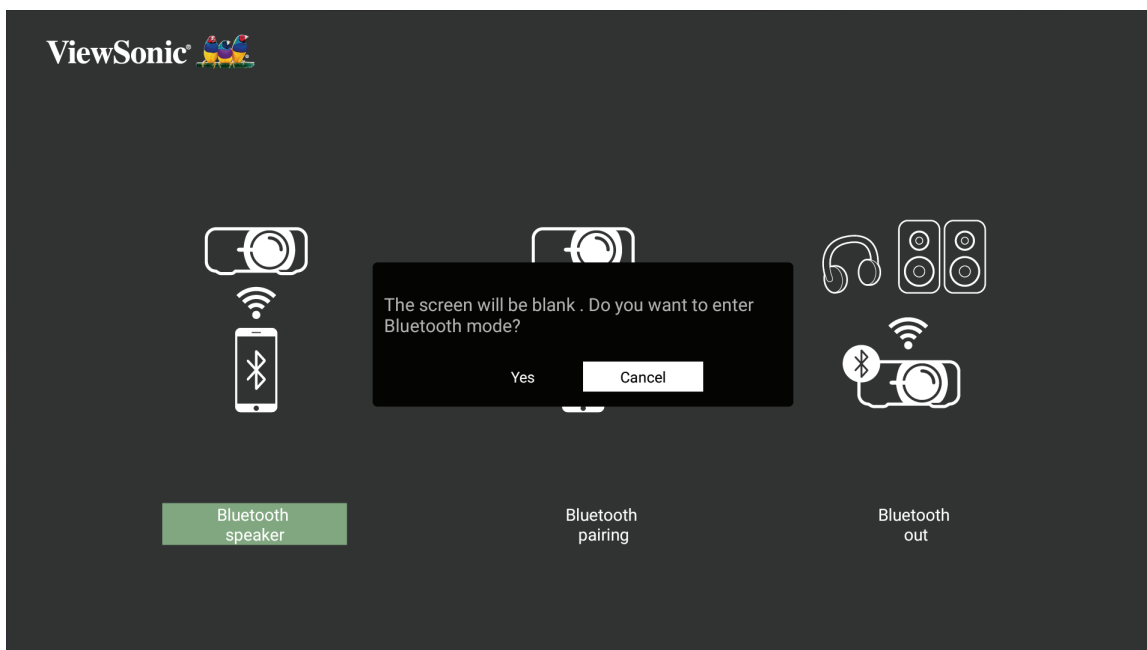 ViewSonic®
The screen will be blank . Do you want to enter
Bluetooth mode?
Yes
Cancel
Bluetooth
speaker
Bluetooth
pairing
Bluetooth
out